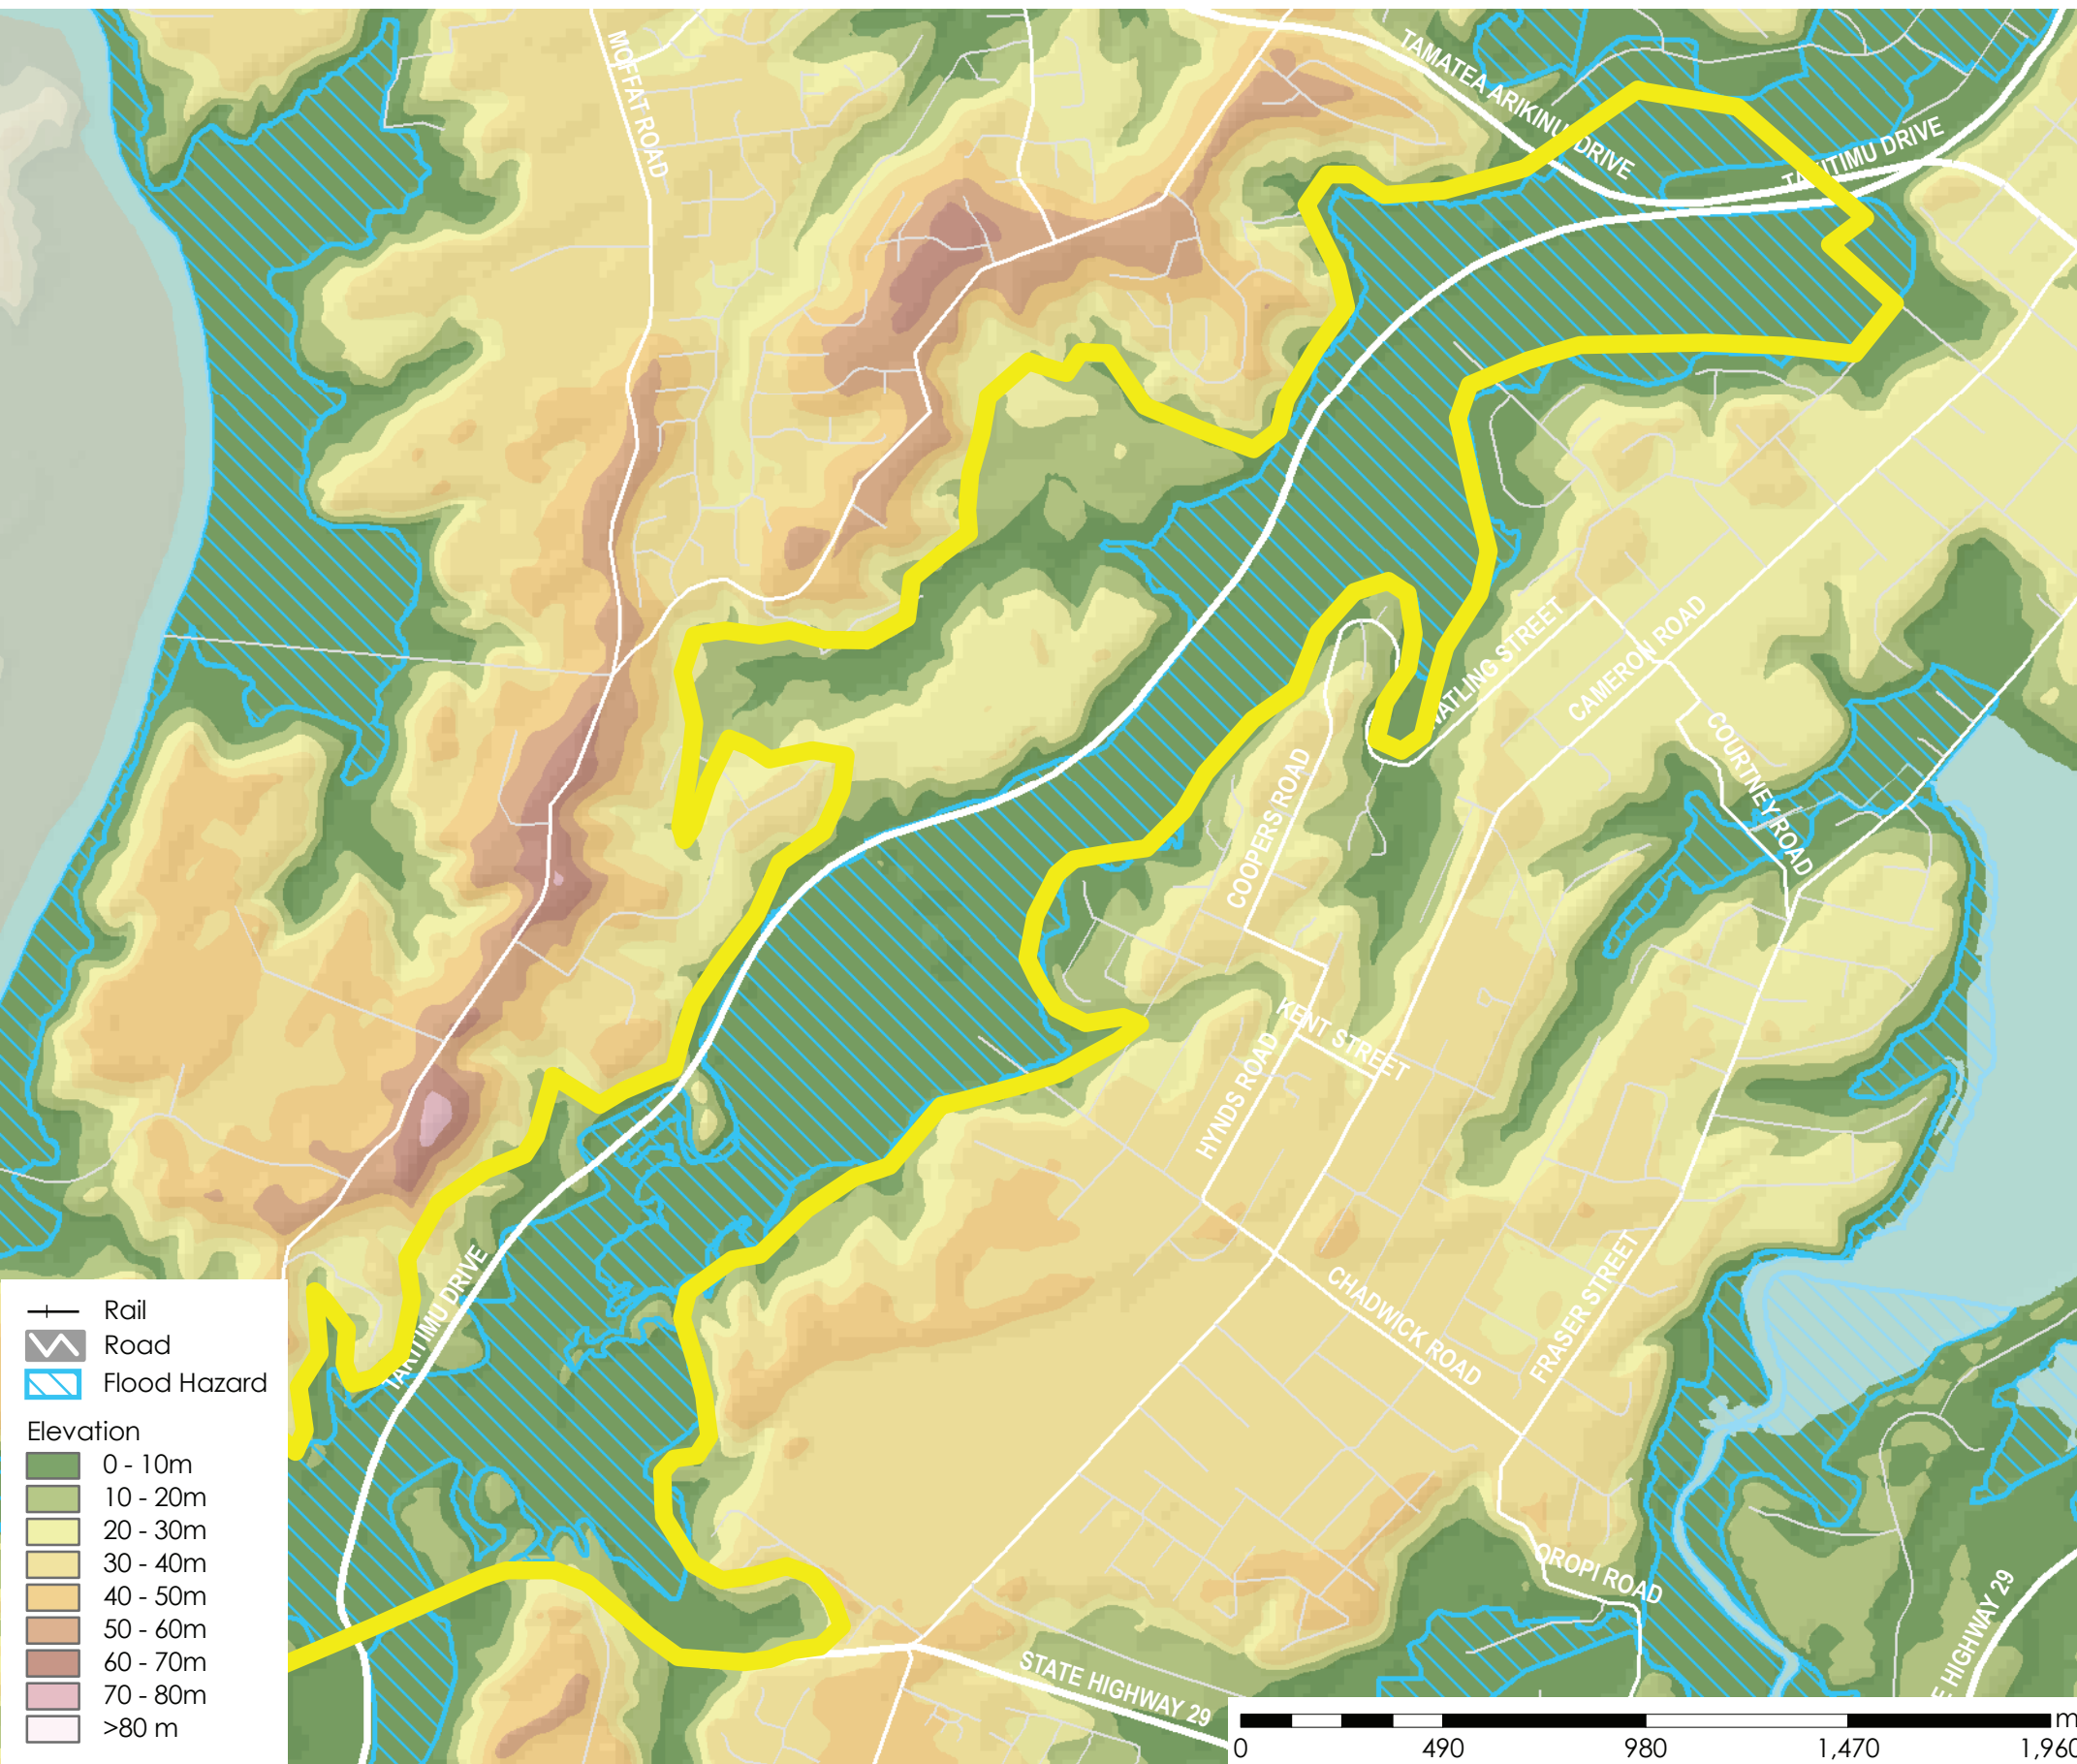 MOFFAT ROAD
TAMATEA ARIKINUI DRIVE
TAKITIMU DRIVE
WATLING STREET
CAMERON ROAD
COURTNEY ROAD
COOPERS ROAD
KENT STREET
HYNDS ROAD
CHADWICK ROAD
FRASER STREET
TAKITIMU DRIVE
OROPI ROAD
STATE HIGHWAY 29
E HIGHWAY 29
Rail
Road
Flood Hazard
Elevation
0 - 10m
10 - 20m
20 - 30m
30 - 40m
40 - 50m
50 - 60m
60 - 70m
70 - 80m
>80 m
m
0 490 980 1,470 1,960